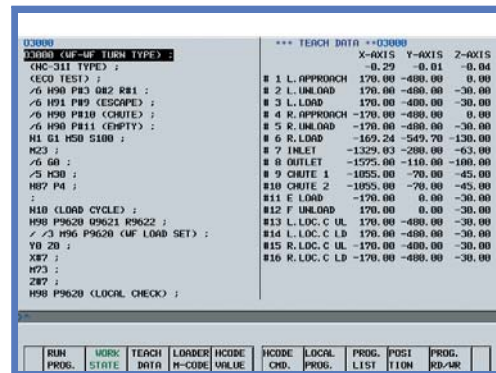 O3000
O3000 (WF-WF TURN TYPE) ;
(NC-31I TYPE) ;
(ECO TEST) ;
/6 H90 P#3 Q#2 R#1 ;
/6 H91 P#9 (ESCAPE) ;
/6 H90 P#10 (CHUTE) ;
/6 H90 P#11 (EMPTY) ;
N1 G1 M50 S100 ;
M23 ;
/6 G0 ;
/5 M30 ;
H87 P4 ;
;
N10 (LOAD CYCLE) ;
H98 P9620 Q9621 R9622 ;
/ /3 H96 P9620 (WF LOAD SET) ;
Y0 Z0 ;
X#7 ;
M73 ;
Z#7 ;
H98 P9620 (LOCAL CHECK) ;
*** TEACH DATA **O3000
X-AXIS Y-AXIS Z-AXIS
-0.29 -0.01 -0.04
# 1 L.APPROACH 170.00 -480.00 0.00
# 2 L.UNLOAD 170.00 -480.00 -30.00
# 3 L.LOAD 170.00 -400.00 -30.00
# 4 R.APPROACH -170.00 -480.00 0.00
# 5 R.UNLOAD -170.00 -480.00 -30.00
# 6 R.LOAD -169.24 -549.70 -130.00
# 7 INLET -1329.03 -280.00 -63.00
# 8 OUTLET -1575.00 -110.00 -100.00
# 9 CHUTE 1 -1055.00 -70.00 -45.00
#10 CHUTE 2 -1055.00 -70.00 -45.00
#11 E LOAD -170.00 0.00 -30.00
#12 F UNLOAD 170.00 0.00 -30.00
#13 L.LOC.C UL 170.00 -480.00 -30.00
#14 L.LOC.C LD 170.00 -480.00 -30.00
#15 R.LOC.C UL -170.00 -480.00 -30.00
#16 R.LOC.C LD -170.00 -480.00 -30.00
RUN PROG.
WORK STATE
TEACH DATA
LOADER M-CODE
HCODE VALUE
HCODE CMD.
LOCAL PROG.
PROG. LIST
POSI TION
PROG. RD/WR